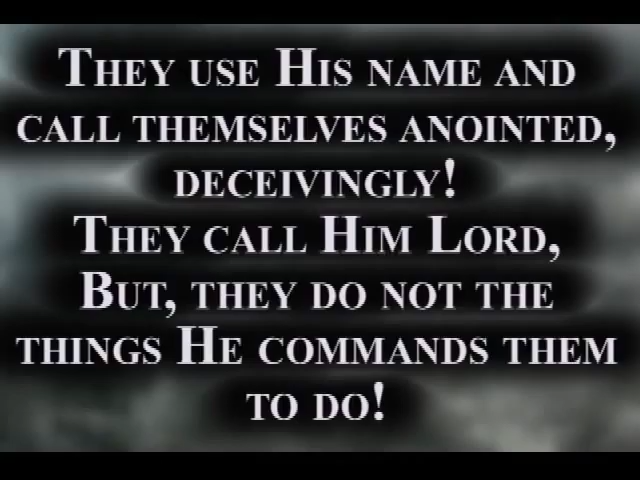 They use His name and
call themselves anointed,
deceivingly!
They call Him Lord,
But, they do not the
things He commands them
to do!